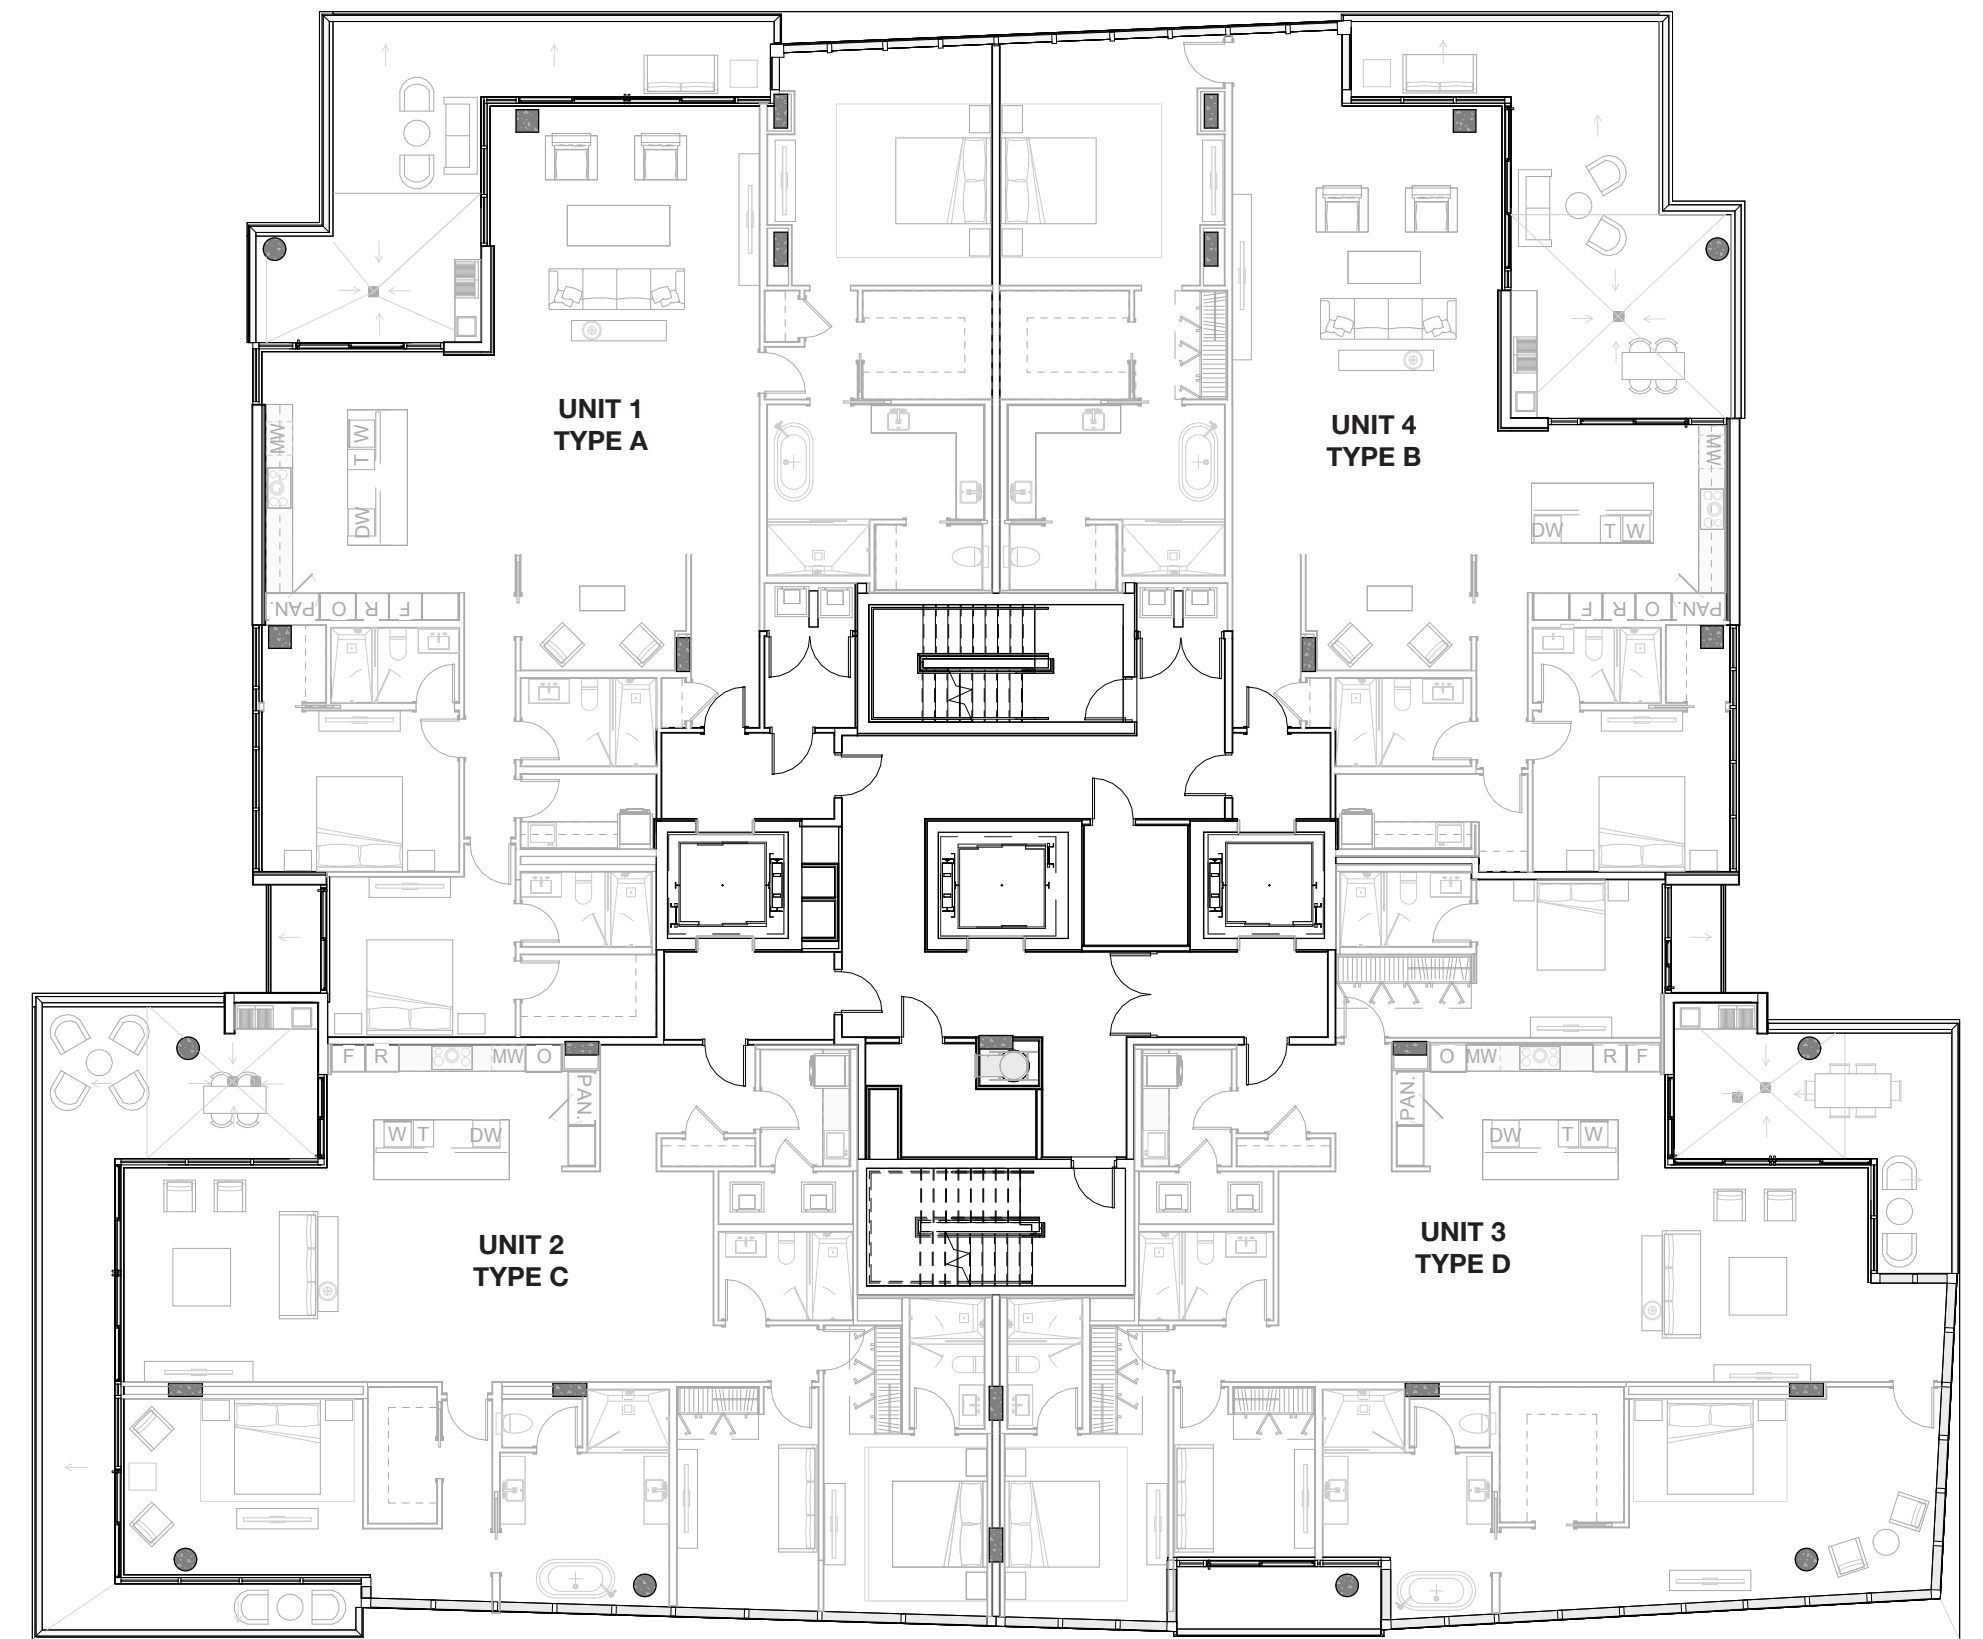 UNIT 1
TYPE A
UNIT 4
TYPE B
MW
T W
DW
MW
DW
T W
PAN.
O
R
F
F
R
O
PAN.
F
R
MW
O
PAN.
O
MW
R
F
PAN.
W
T
DW
DW
T
W
UNIT 2
TYPE C
UNIT 3
TYPE D